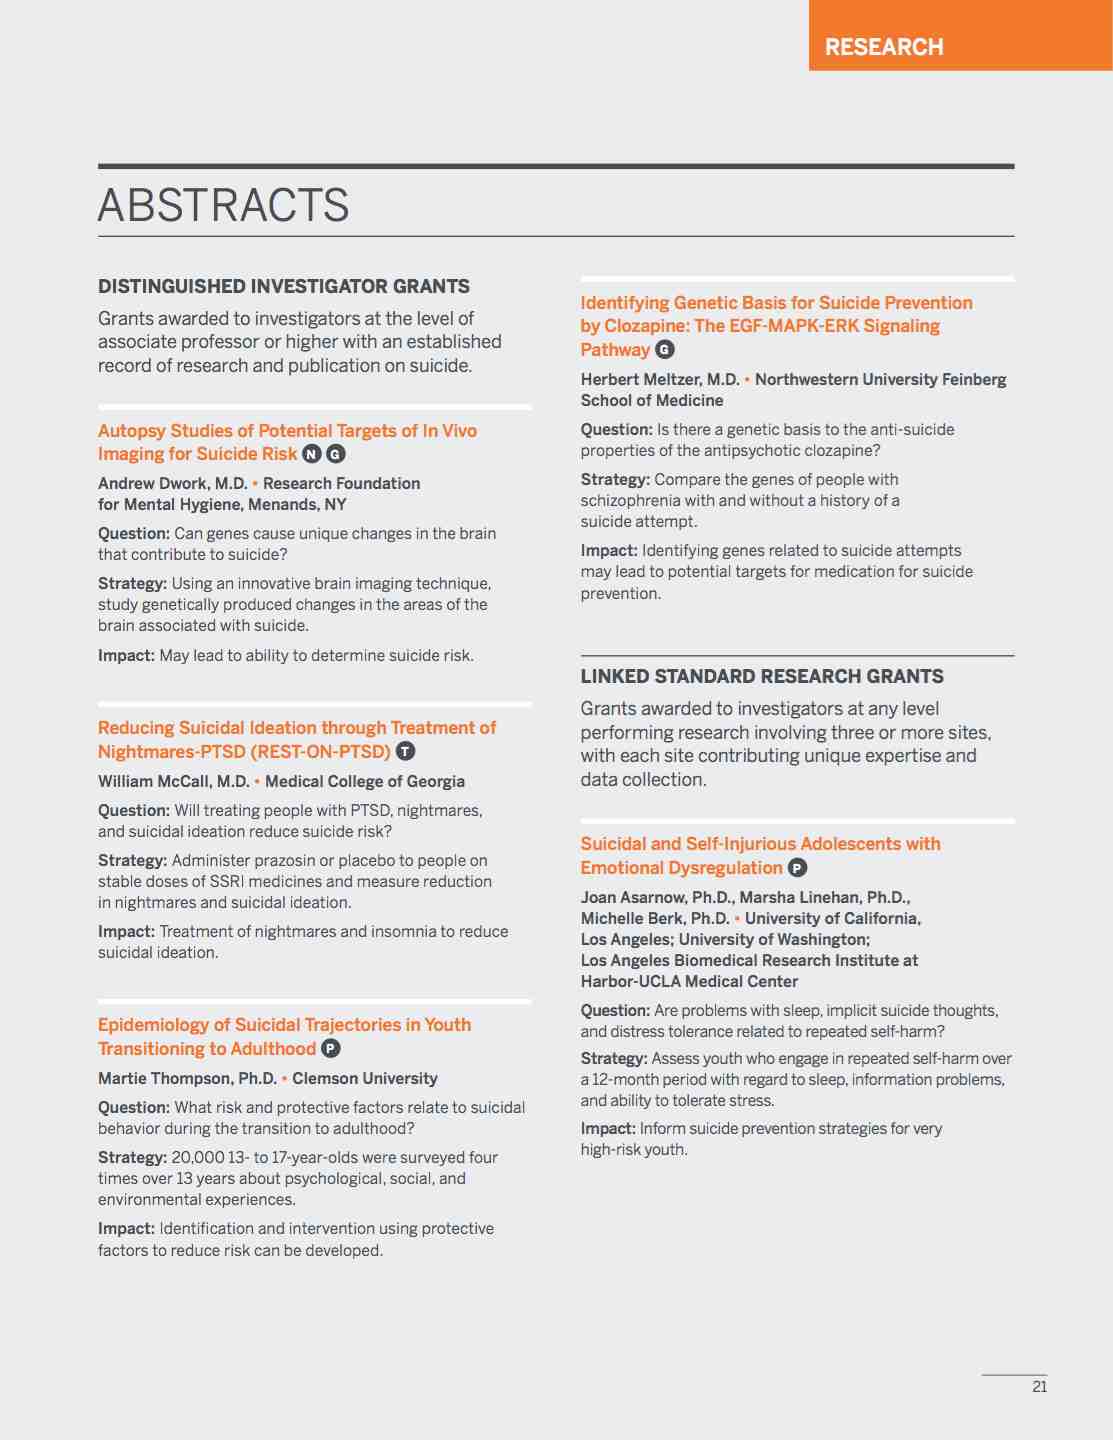 RESEARCH
ABSTRACTS
DISTINGUISHED INVESTIGATOR GRANTS
Grants awarded to investigators at the level of
associate professor or higher with an established
record of research and publication on suicide.
Autopsy Studies of Potential Targets of In Vivo
Imaging for Suicide Risk N G
Andrew Dwork, M.D. • Research Foundation
for Mental Hygiene, Menands, NY
Question: Can genes cause unique changes in the brain
that contribute to suicide?
Strategy: Using an innovative brain imaging technique,
study genetically produced changes in the areas of the
brain associated with suicide.
Impact: May lead to ability to determine suicide risk.
Reducing Suicidal Ideation through Treatment of
Nightmares-PTSD (REST-ON-PTSD) T
William McCall, M.D. • Medical College of Georgia
Question: Will treating people with PTSD, nightmares,
and suicidal ideation reduce suicide risk?
Strategy: Administer prazosin or placebo to people on
stable doses of SSRI medicines and measure reduction
in nightmares and suicidal ideation.
Impact: Treatment of nightmares and insomnia to reduce
suicidal ideation.
Epidemiology of Suicidal Trajectories in Youth
Transitioning to Adulthood P
Martie Thompson, Ph.D. • Clemson University
Question: What risk and protective factors relate to suicidal
behavior during the transition to adulthood?
Strategy: 20,000 13- to 17-year-olds were surveyed four
times over 13 years about psychological, social, and
environmental experiences.
Impact: Identification and intervention using protective
factors to reduce risk can be developed.
Identifying Genetic Basis for Suicide Prevention
by Clozapine: The EGF-MAPK-ERK Signaling
Pathway G
Herbert Meltzer, M.D. • Northwestern University Feinberg
School of Medicine
Question: Is there a genetic basis to the anti-suicide
properties of the antipsychotic clozapine?
Strategy: Compare the genes of people with
schizophrenia with and without a history of a
suicide attempt.
Impact: Identifying genes related to suicide attempts
may lead to potential targets for medication for suicide
prevention.
LINKED STANDARD RESEARCH GRANTS
Grants awarded to investigators at any level
performing research involving three or more sites,
with each site contributing unique expertise and
data collection.
Suicidal and Self-Injurious Adolescents with
Emotional Dysregulation P
Joan Asarnow, Ph.D., Marsha Linehan, Ph.D.,
Michelle Berk, Ph.D. • University of California,
Los Angeles; University of Washington;
Los Angeles Biomedical Research Institute at
Harbor-UCLA Medical Center
Question: Are problems with sleep, implicit suicide thoughts,
and distress tolerance related to repeated self-harm?
Strategy: Assess youth who engage in repeated self-harm over
a 12-month period with regard to sleep, information problems,
and ability to tolerate stress.
Impact: Inform suicide prevention strategies for very
high-risk youth.
21